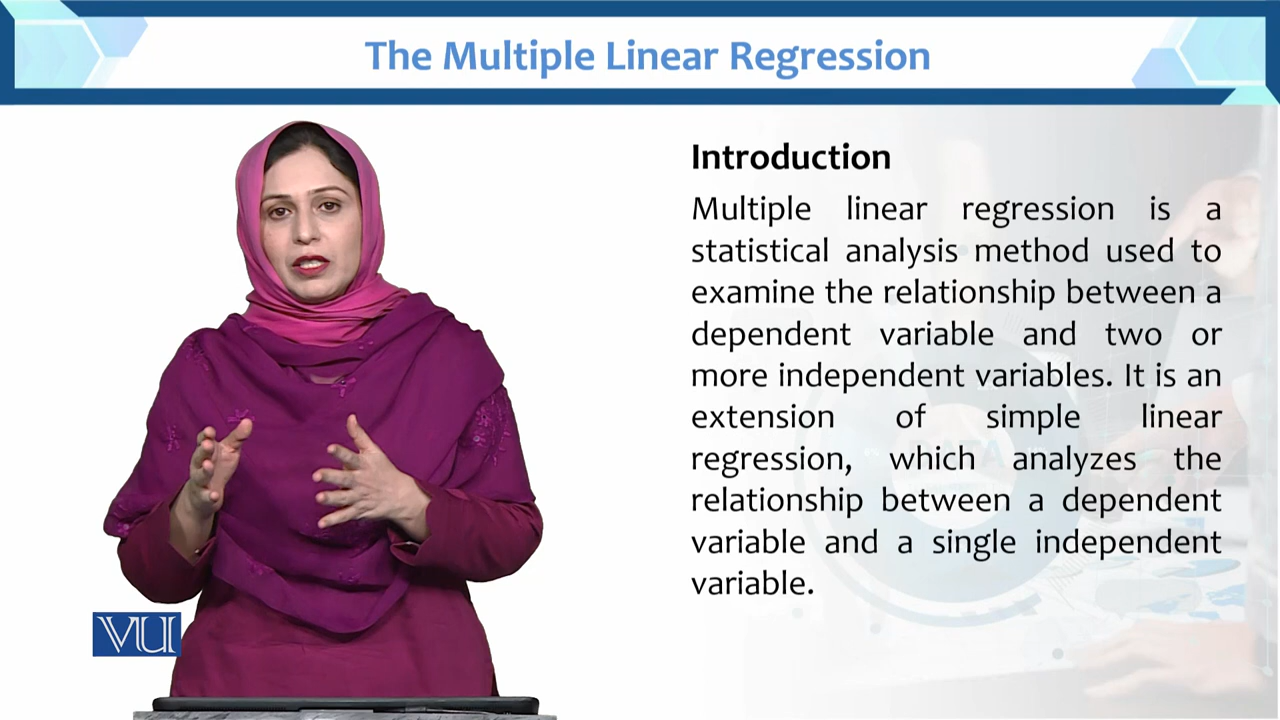 The Multiple Linear Regression
Introduction
Multiple linear regression is a
statistical analysis method used to
examine the relationship between a
dependent variable and two or
more independent variables. It is an
extension of simple linear
regression, which analyzes the
relationship between a dependent
variable and a single independent
variable.
VU